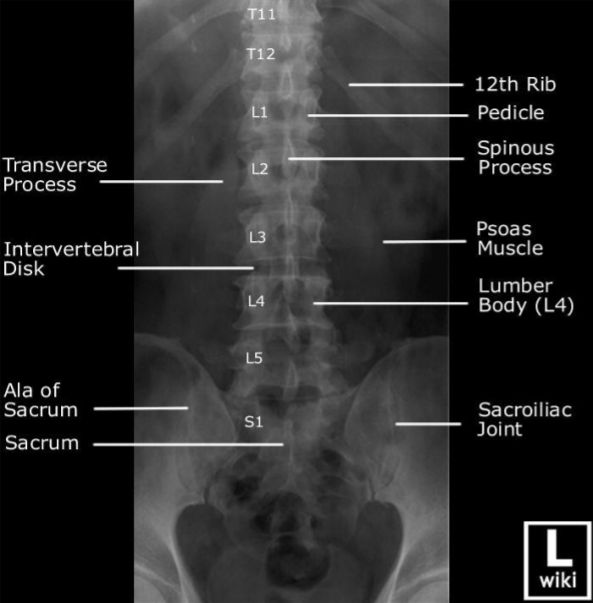 T11
T12
L1
L2
L3
L4
L5
S1
Transverse
Process
Intervertebral
Disk
Ala of
Sacrum
Sacrum
12th Rib
Pedicle
Spinous
Process
Psoas
Muscle
Lumber
Body (L4)
Sacroiliac
Joint
L
wiki